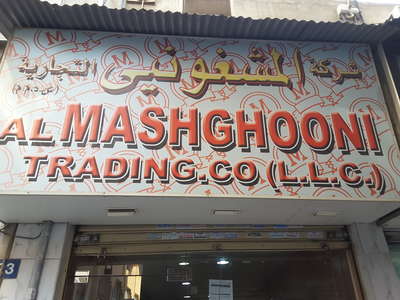 شركة المشغوني التجارية
(ش.ذ.م.م)
AL MASHGHOONI
TRADING.CO (L.L.C.)
3